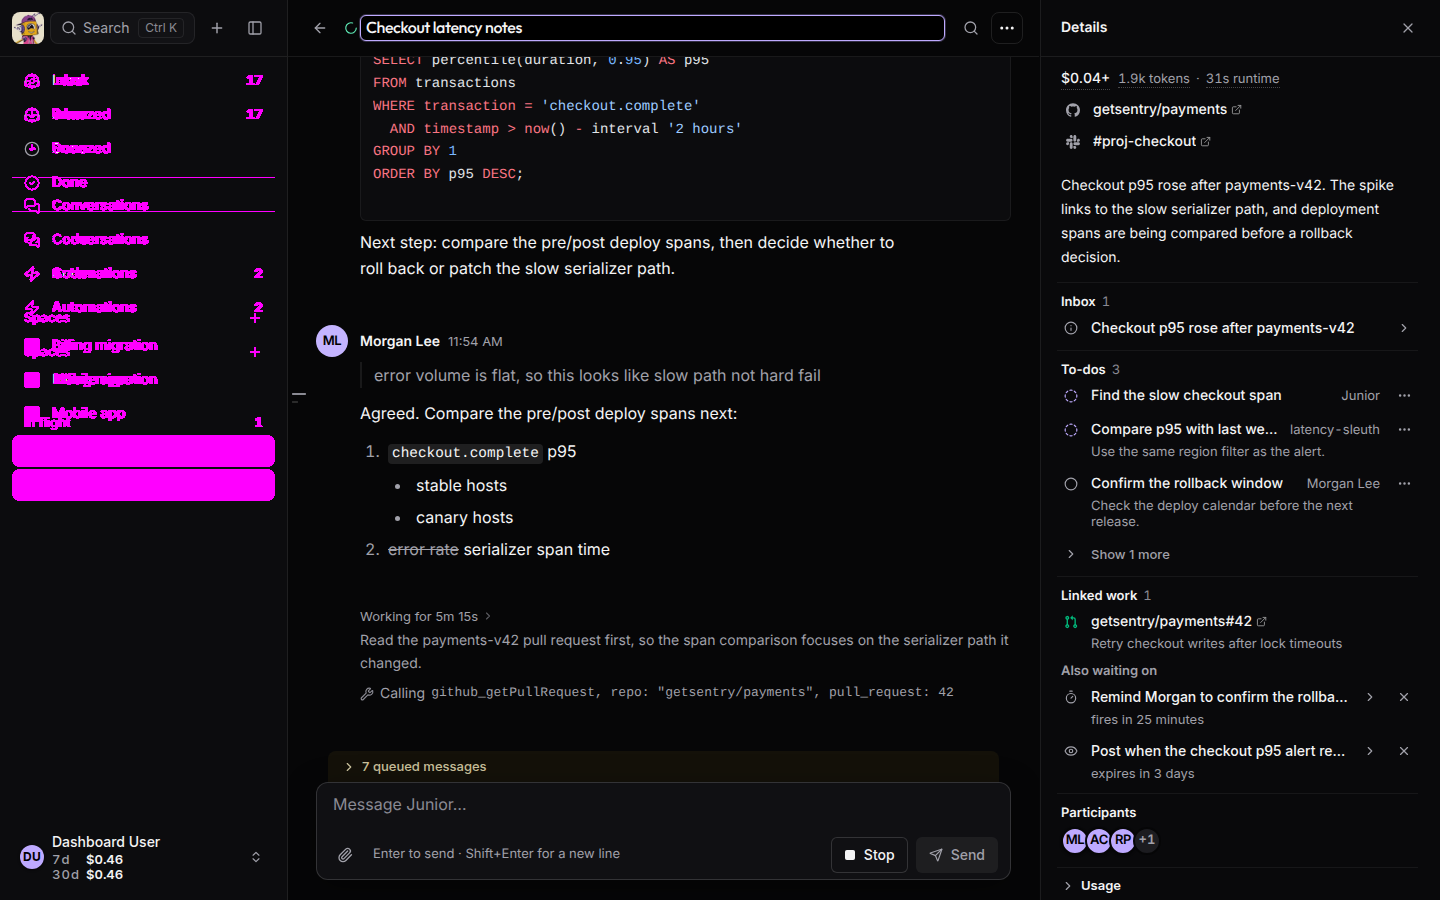 Search Ctrl K
17
17
Done
Conversations
Conversations
2
Automations 2
Spaces
Billing migration
Spaces
Mobile app
In flight 1
Dashboard User
7d $0.46
30d $0.46
Checkout latency notes
SELECT percentile(duration, 0.95) AS p95
FROM transactions
WHERE transaction = 'checkout.complete'
AND timestamp > now() - interval '2 hours'
GROUP BY 1
ORDER BY p95 DESC;
Next step: compare the pre/post deploy spans, then decide whether to
roll back or patch the slow serializer path.
ML Morgan Lee 11:54 AM
error volume is flat, so this looks like slow path not hard fail
Agreed. Compare the pre/post deploy spans next:
1. checkout.complete p95
• stable hosts
• canary hosts
2. error rate serializer span time
Working for 5m 15s
Read the payments-v42 pull request first, so the span comparison focuses on the serializer path it
changed.
Calling github_getPullRequest, repo: "getsentry/payments", pull_request: 42
7 queued messages
Message Junior...
Enter to send · Shift+Enter for a new line
Stop
Send
DU
Details
$0.04+ 1.9k tokens · 31s runtime
getsentry/payments
#proj-checkout
Checkout p95 rose after payments-v42. The spike
links to the slow serializer path, and deployment
spans are being compared before a rollback
decision.
Inbox 1
Checkout p95 rose after payments-v42
To-dos 3
Find the slow checkout span Junior
Compare p95 with last we... latency-sleuth
Use the same region filter as the alert.
Confirm the rollback window Morgan Lee
Check the deploy calendar before the next
release.
Show 1 more
Linked work 1
getsentry/payments#42
Retry checkout writes after lock timeouts
Also waiting on
Remind Morgan to confirm the rollba...
fires in 25 minutes
Post when the checkout p95 alert re...
expires in 3 days
Participants
ML AC RP +1
Usage